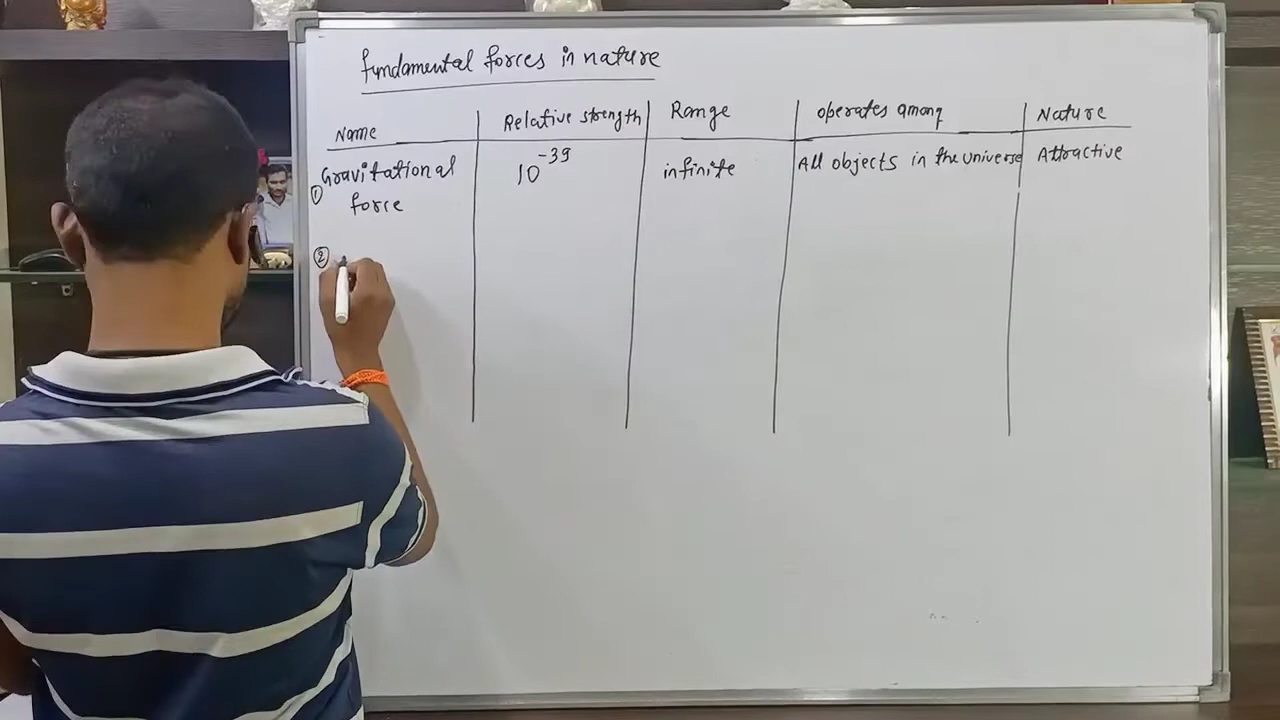 fundamental forces in nature
Name Relative strength Range operates among Nature
① Gravitational force 10⁻³⁹ infinite All objects in the universe Attractive
②